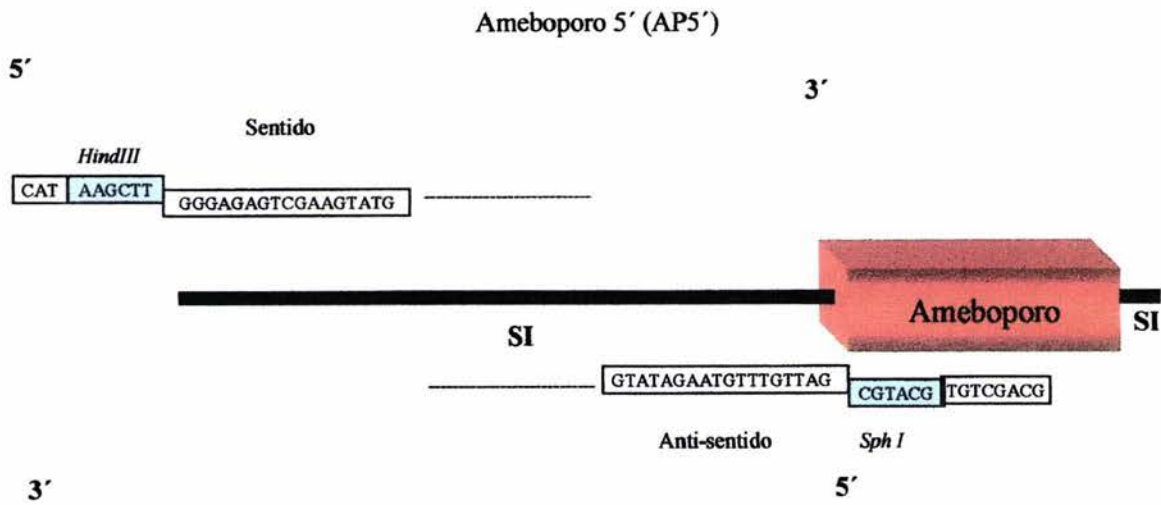 Ameboporo 5´ (AP5´)
5´
3´
Sentido
HindIII
CAT AAGCTT GGGAGAGTCGAAGTATG
Ameboporo
SI
SI
GTATAGAATGTTTGTTAG CGTACG TGTCGACG
Anti-sentido
Sph I
3´
5´